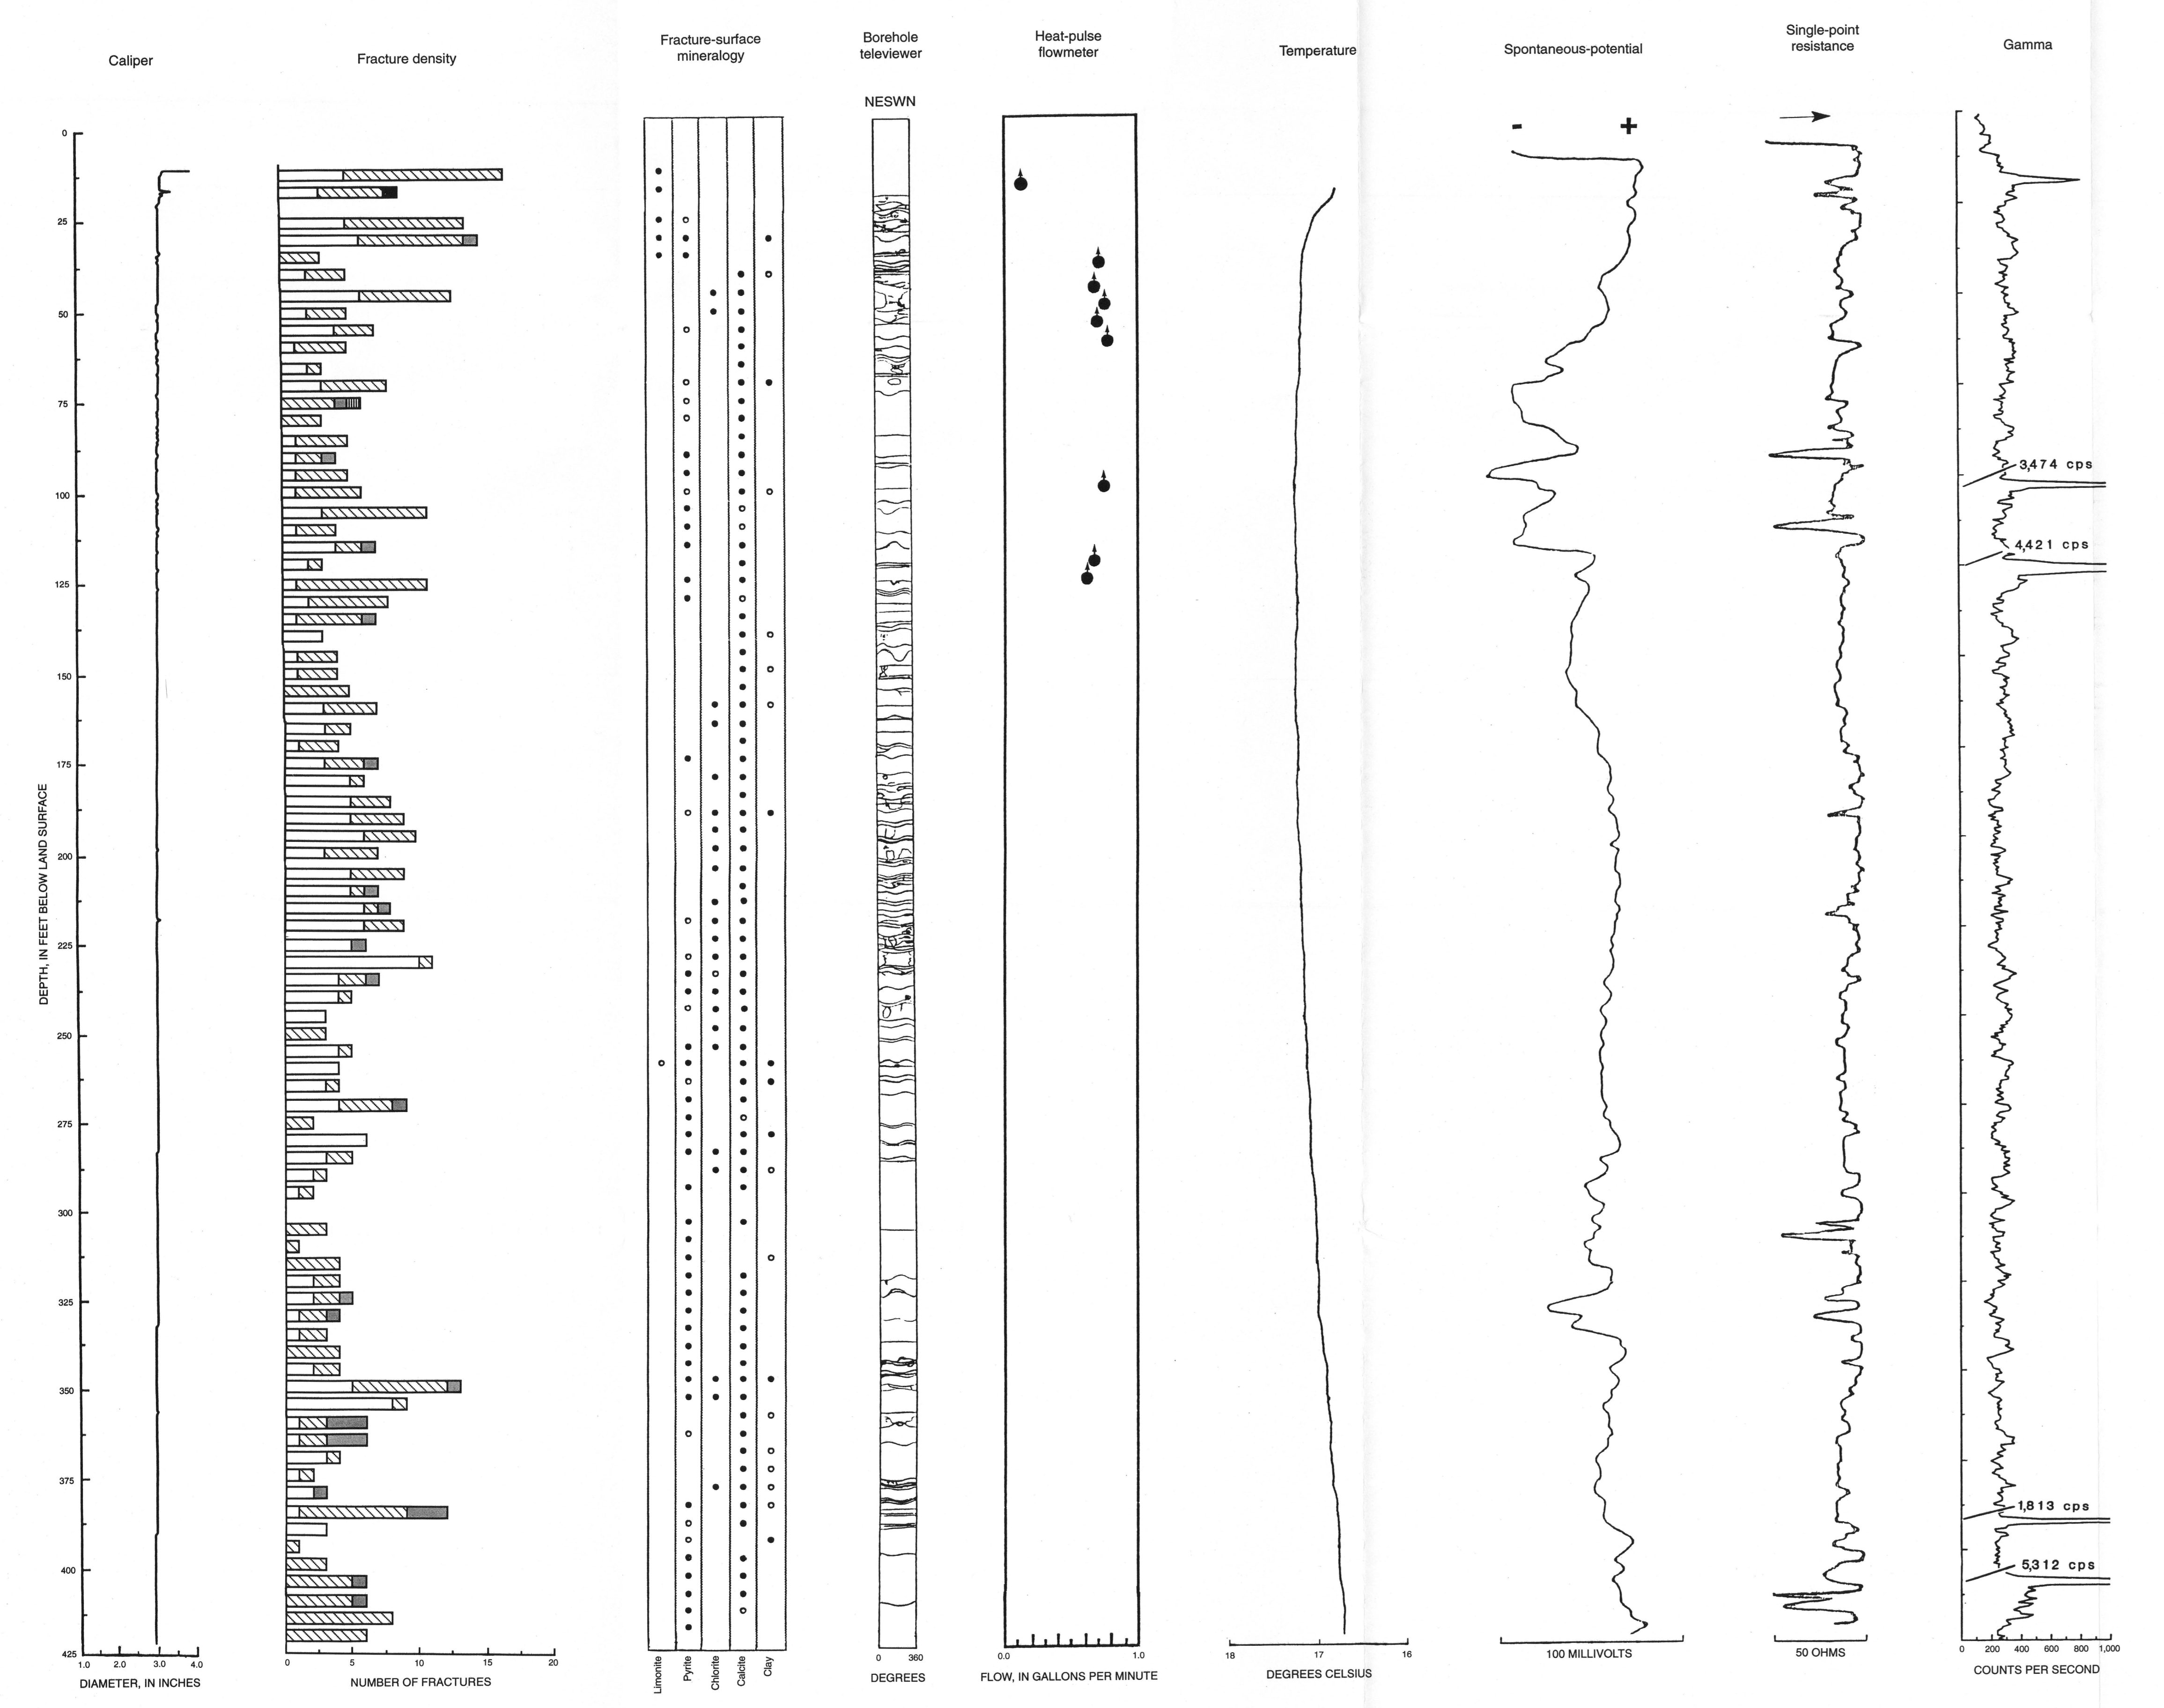 Caliper
Fracture density
Fracture-surface
mineralogy
Borehole
televiewer
Heat-pulse
flowmeter
Temperature
Spontaneous-potential
Single-point
resistance
Gamma
NESWN
- +
0
25
50
75
100
125
150
175
200
225
250
275
300
325
350
375
400
425
DEPTH, IN FEET BELOW LAND SURFACE
3,474 cps
4,421 cps
1,813 cps
5,312 cps
1.0 2.0 3.0 4.0
DIAMETER, IN INCHES
0 5 10 15 20
NUMBER OF FRACTURES
Limonite
Pyrite
Chlorite
Calcite
Clay
0 360
DEGREES
0.0 1.0
FLOW, IN GALLONS PER MINUTE
18 17 16
DEGREES CELSIUS
100 MILLIVOLTS
50 OHMS
0 200 400 600 800 1,000
COUNTS PER SECOND